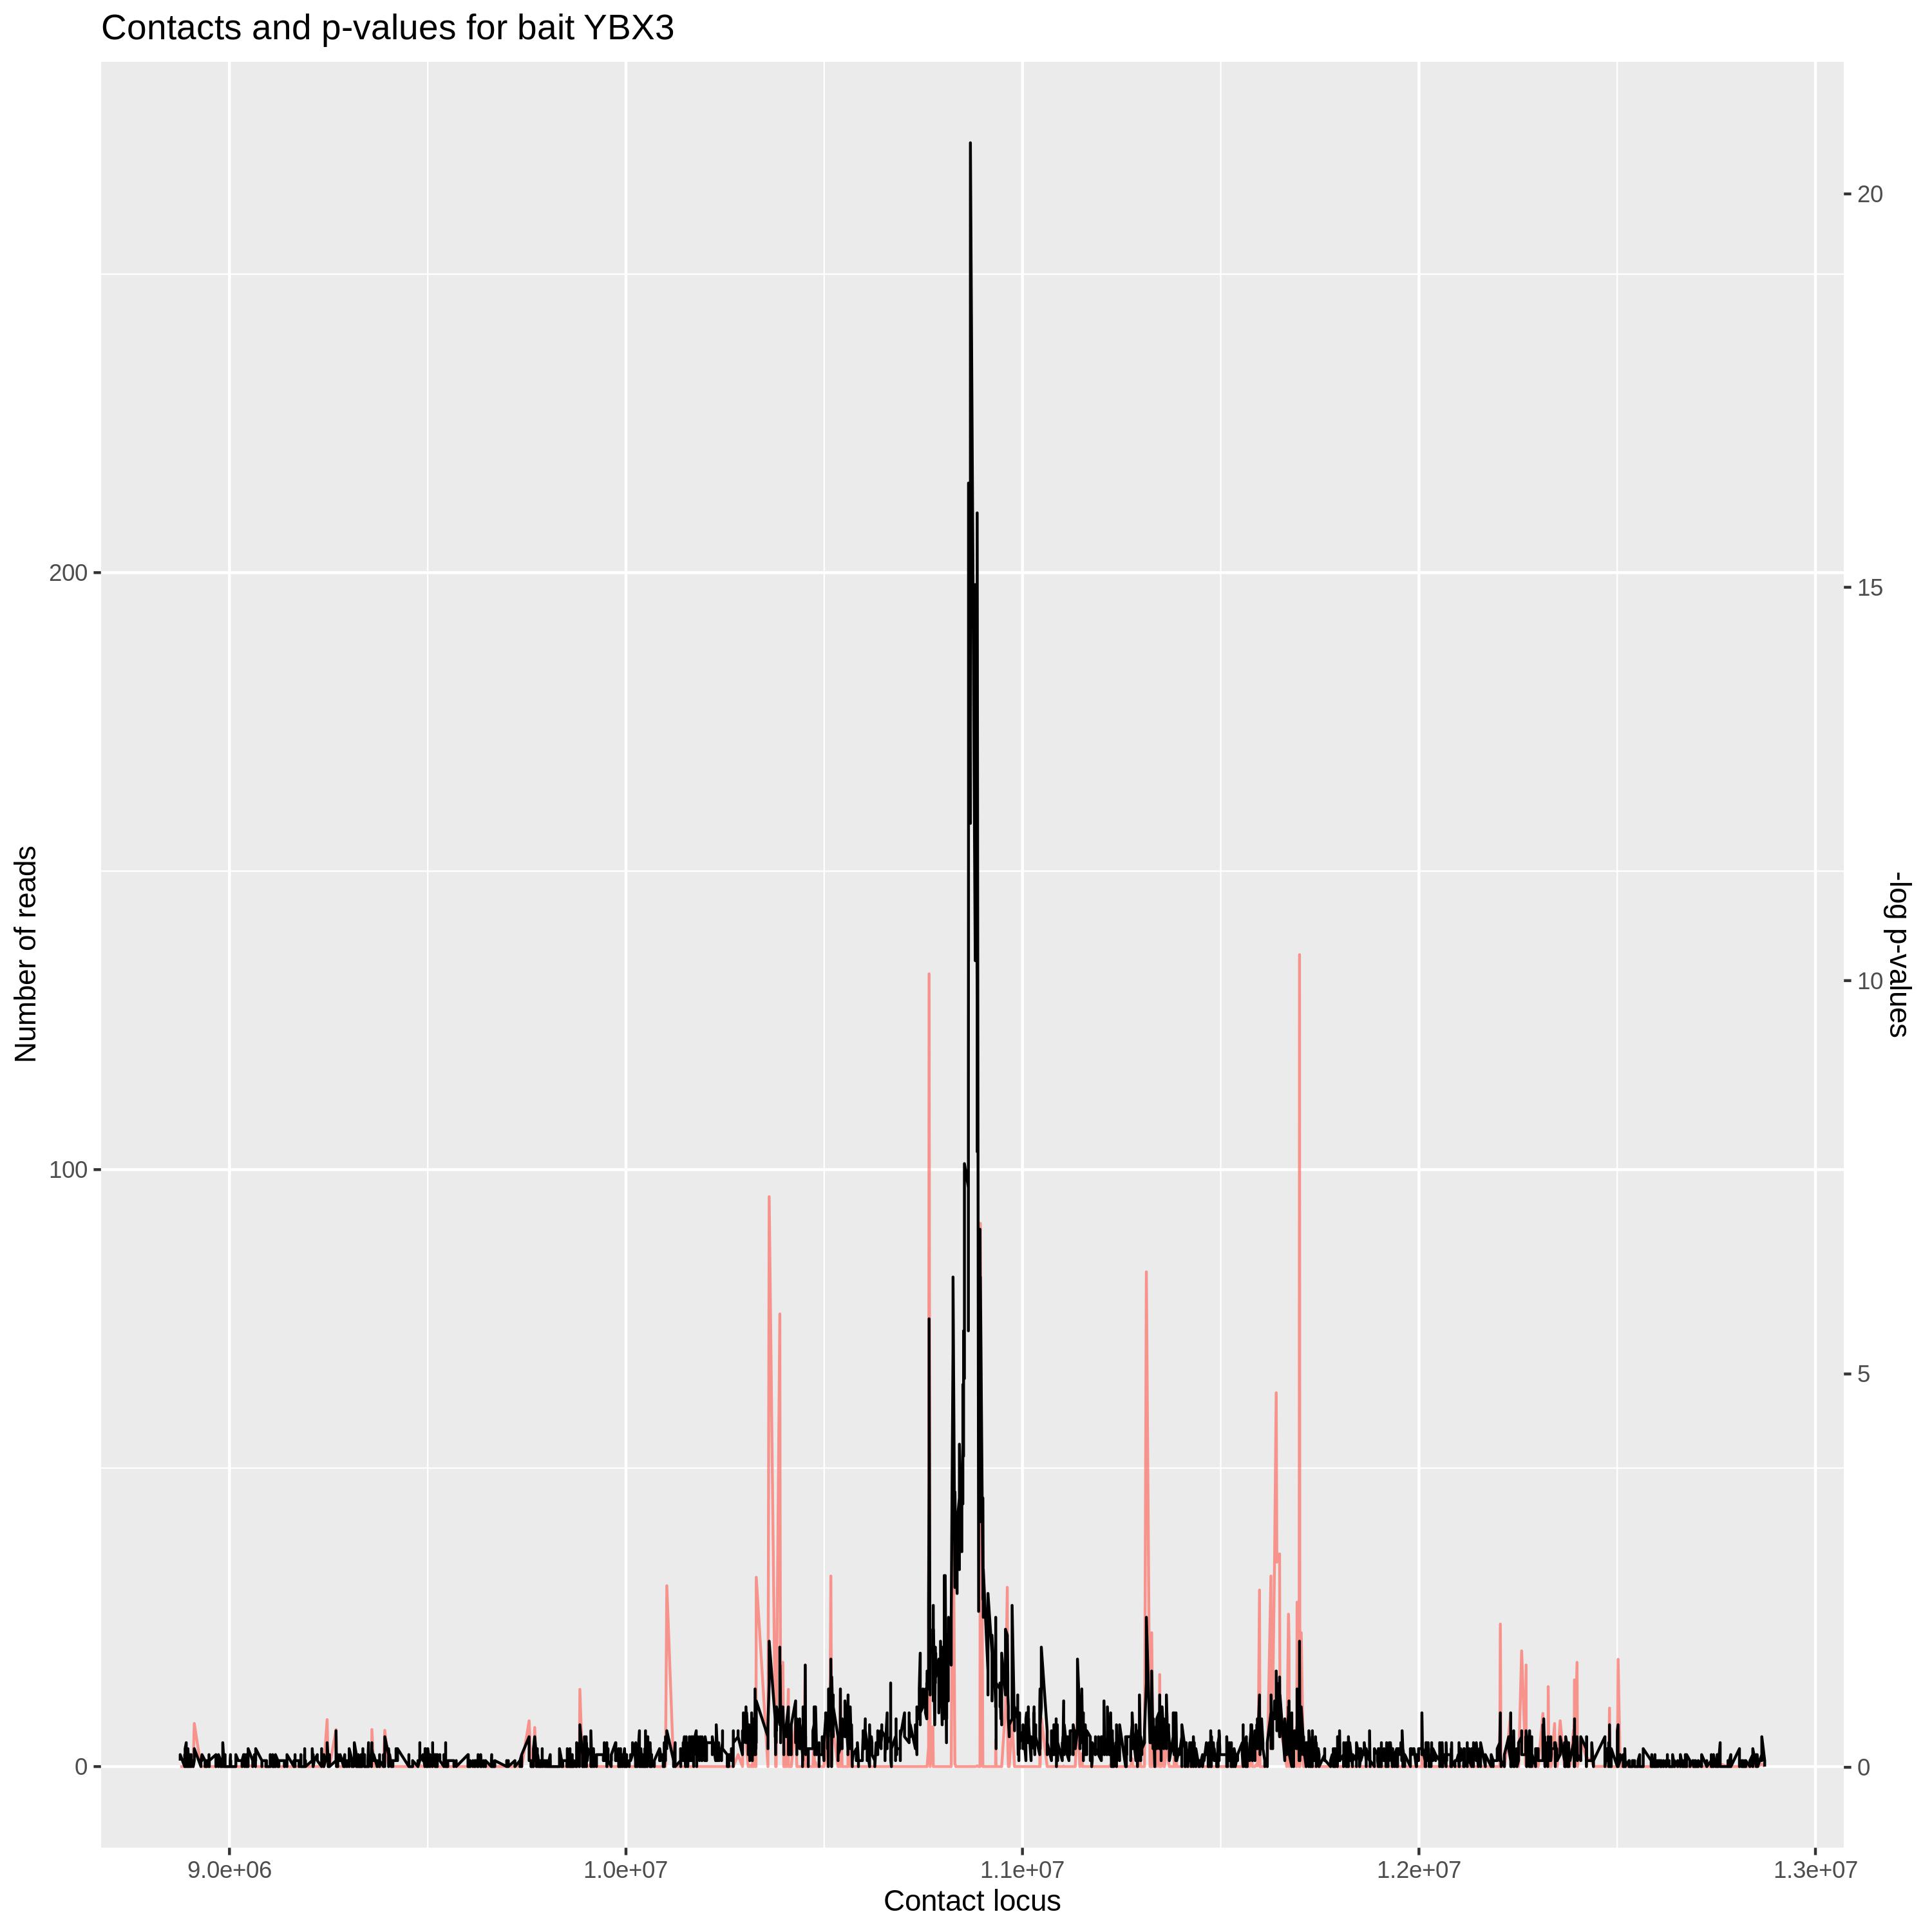 Contacts and p-values for bait YBX3
Number of reads
200
100
0
20
15
10
5
0
-log p-values
9.0e+06
1.0e+07
1.1e+07
1.2e+07
1.3e+07
Contact locus